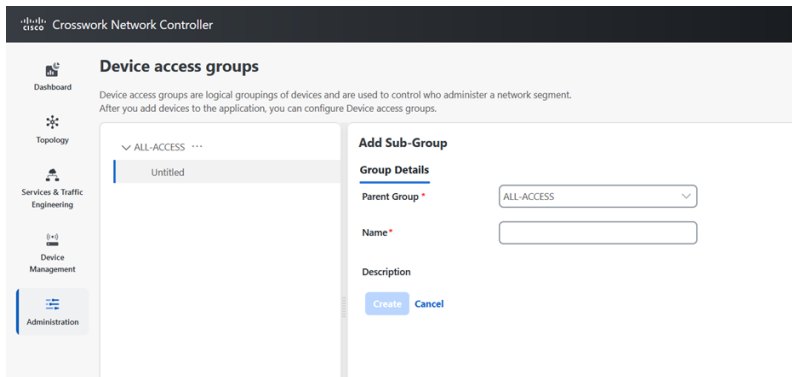 cisco Crosswork Network Controller
Dashboard
Topology
Services & Traffic
Engineering
Device
Management
Administration
Device access groups
Device access groups are logical groupings of devices and are used to control who administer a network segment.
After you add devices to the application, you can configure Device access groups.
ALL-ACCESS ...
Untitled
Add Sub-Group
Group Details
Parent Group * ALL-ACCESS
Name*
Description
Create Cancel